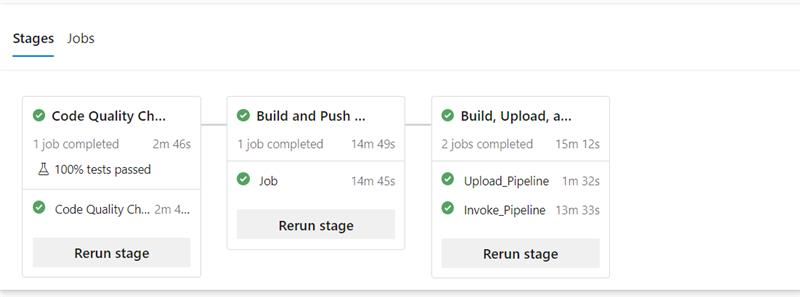 Stages Jobs
Code Quality Ch...
1 job completed 2m 46s
100% tests passed
Code Quality Ch... 2m 4...
Rerun stage
Build and Push ...
1 job completed 14m 49s
Job 14m 45s
Rerun stage
Build, Upload, a...
2 jobs completed 15m 12s
Upload_Pipeline 1m 32s
Invoke_Pipeline 13m 33s
Rerun stage